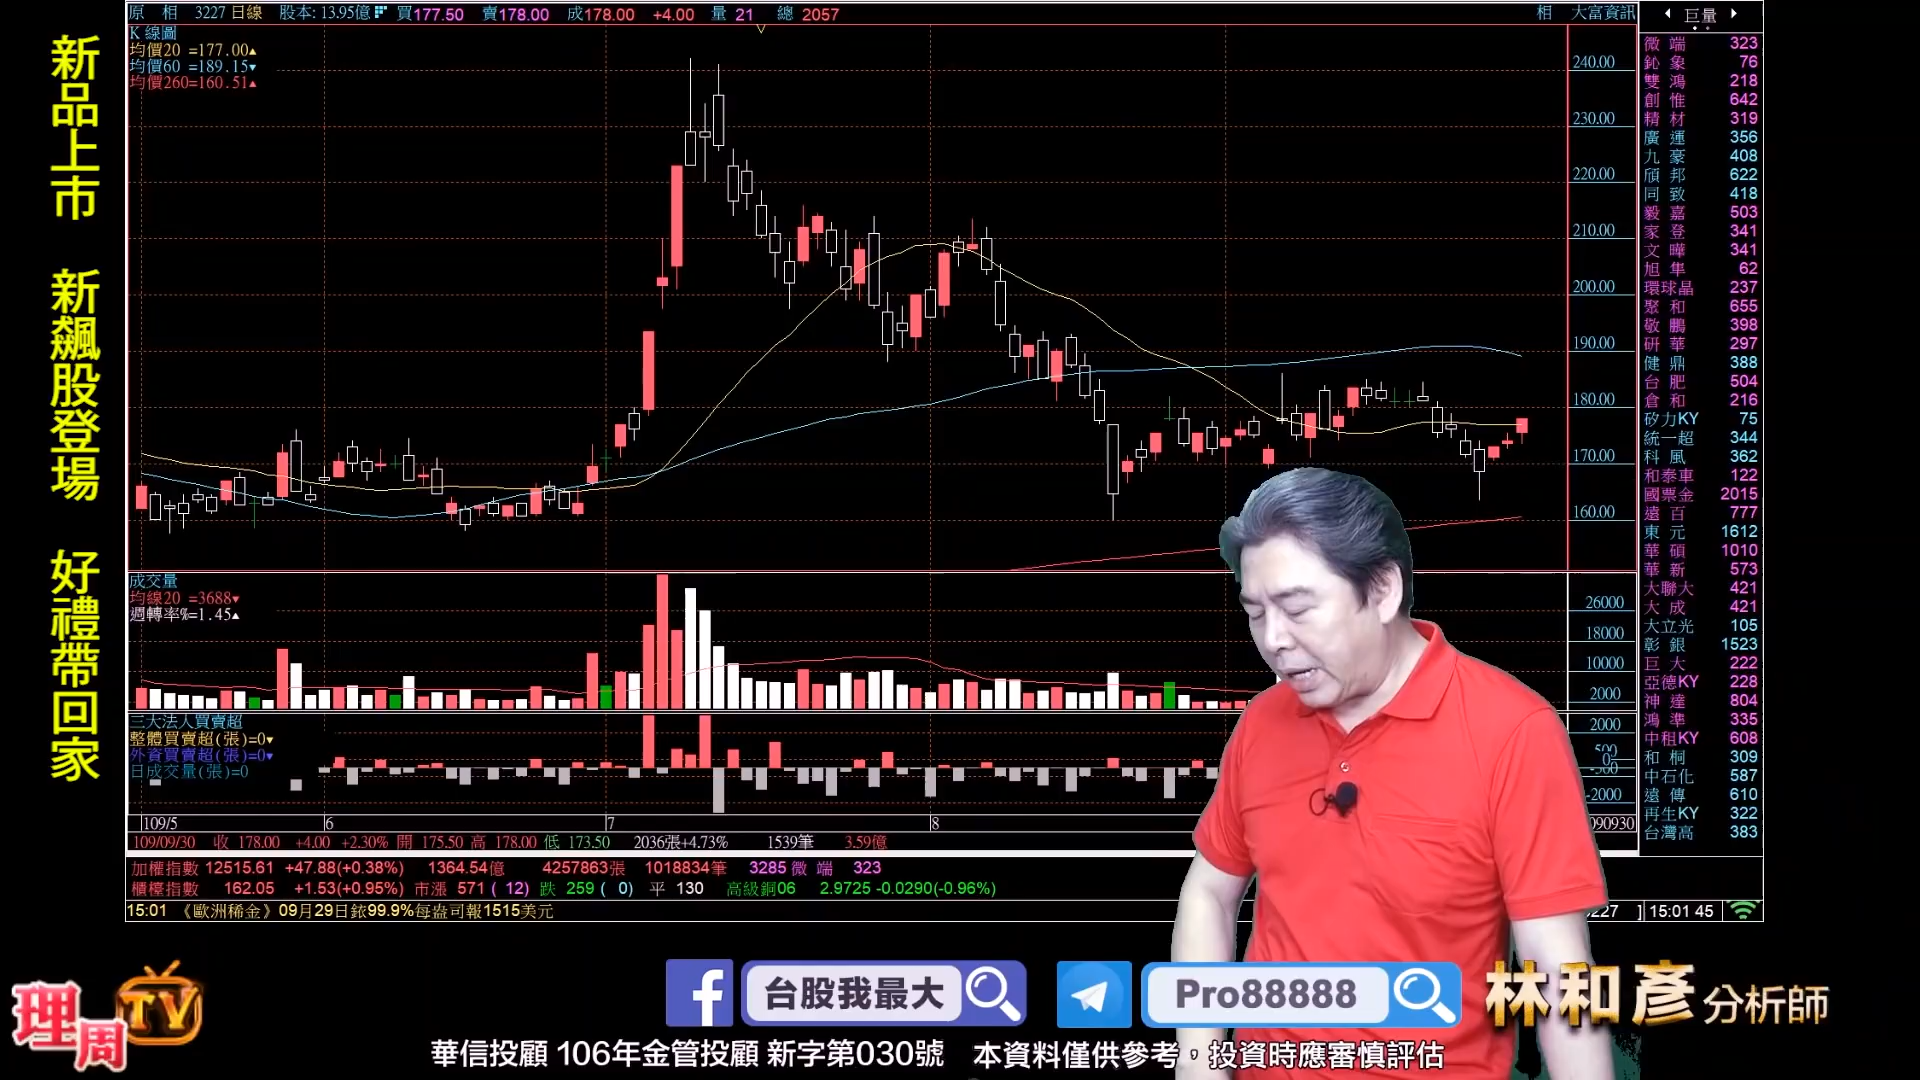 新品上市 新飆股登場 好禮帶回家
原 相 3227 日線 股本: 13.95億 買177.50 賣178.00 成178.00 +4.00 量 21 總 2057 相 大富資訊
K 線圖
均價20 =177.00▴
均價60 =189.15▾
均價260=160.51▴
240.00
230.00
220.00
210.00
200.00
190.00
180.00
170.00
160.00
成交量
均線20 =3688▾
週轉率%=1.45▴
26000
18000
10000
2000
三大法人買賣超
整體買賣超(張)=0▾
外資買賣超(張)=0▾
日成交量(張)=0
2000
500
0
-500
-2000
109/5 6 7 8 090930
109/09/30 收 178.00 +4.00 +2.30% 開 175.50 高 178.00 低 173.50 2036張+4.73% 1539筆 3.59億
加權指數 12515.61 +47.88(+0.38%) 1364.54億 4257863張 1018834筆 3285 微 端 323
櫃檯指數 162.05 +1.53(+0.95%) 市漲 571 ( 12) 跌 259 ( 0) 平 130 高級銅06 2.9725 -0.0290(-0.96%)
15:01 《歐洲稀金》09月29日銥99.9%每盎司報1515美元
227 ] 15:01 45
巨量
微 端 323
鈊 象 76
雙 鴻 218
創 惟 642
精 材 319
廣 運 356
九 豪 408
頎 邦 622
同 致 418
毅 嘉 503
家 登 341
文 曄 341
旭 隼 62
環球晶 237
聚 和 655
敬 鵬 398
研 華 297
健 鼎 388
台 肥 504
倉 和 216
矽力KY 75
統一超 344
科 風 362
和泰車 122
國票金 2015
遠 百 777
東 元 1612
華 碩 1010
華 新 573
大聯大 421
大 成 421
大立光 105
彰 銀 1523
巨 大 222
亞德KY 228
神 達 804
鴻 準 335
中租KY 608
和 桐 309
中石化 587
遠 傳 610
再生KY 322
台灣高 383
理周TV
台股我最大
Pro88888
林和彥分析師
華信投顧 106年金管投顧 新字第030號 本資料僅供參考，投資時應審慎評估